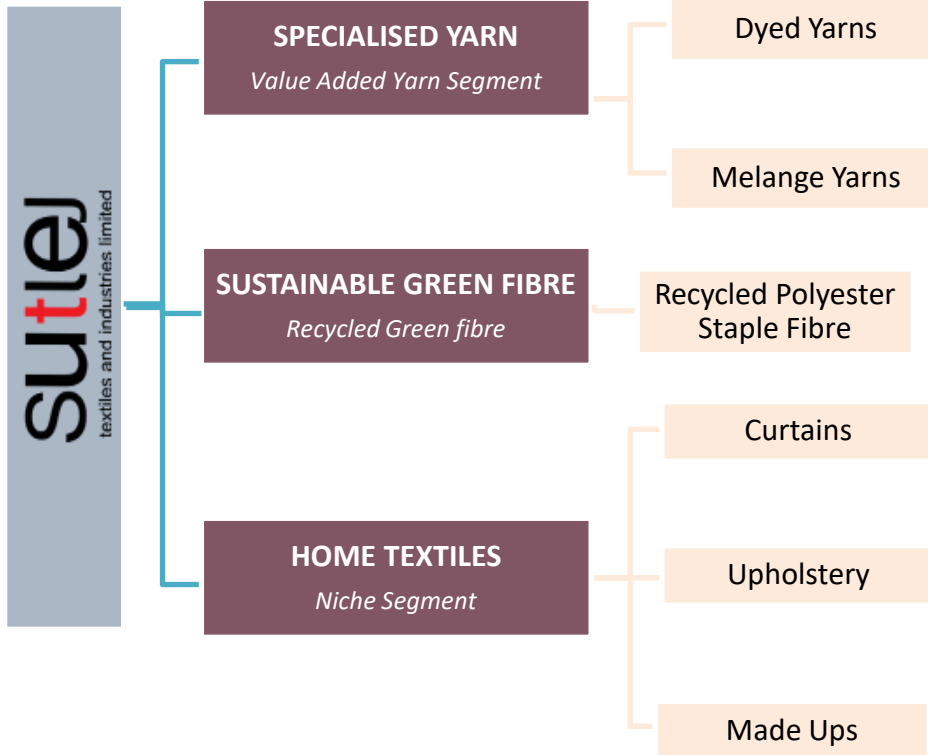 sutlej
textiles and industries limited
SPECIALISED YARN
Value Added Yarn Segment
Dyed Yarns
Melange Yarns
SUSTAINABLE GREEN FIBRE
Recycled Green fibre
Recycled Polyester
Staple Fibre
HOME TEXTILES
Niche Segment
Curtains
Upholstery
Made Ups